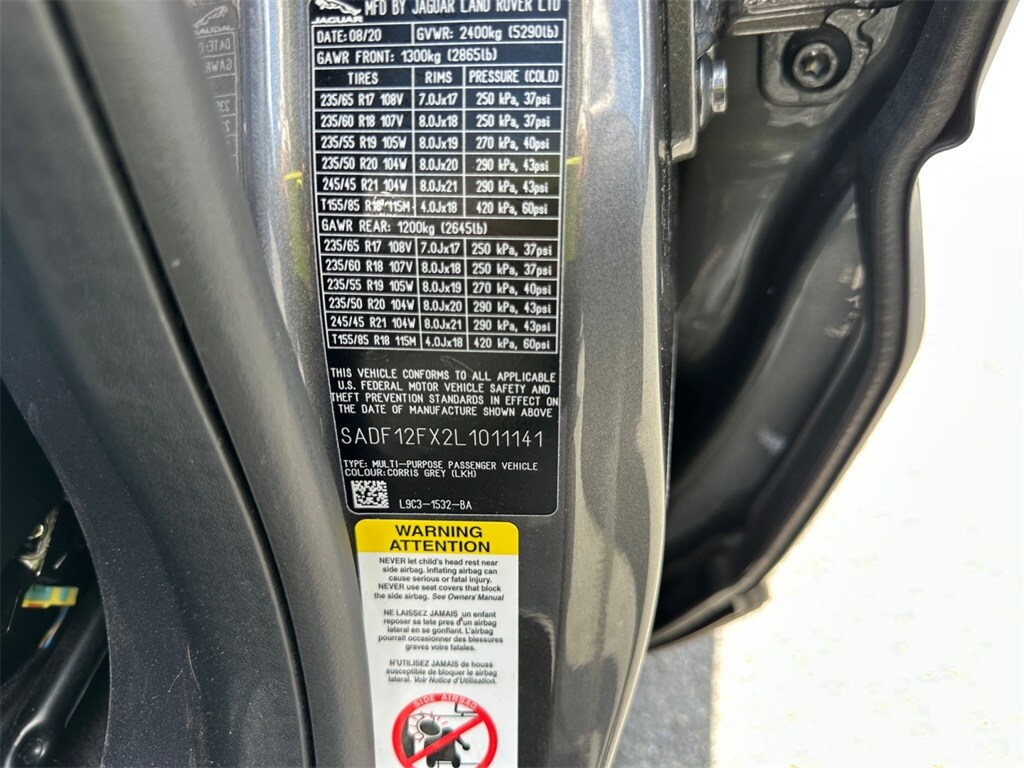 JAGUAR
MFD BY JAGUAR LAND ROVER LTD
DATE: 08/20 GVWR: 2400kg (5290lb)
GAWR FRONT: 1300kg (2865lb)
TIRES RIMS PRESSURE (COLD)
235/65 R17 108V 7.0Jx17 250 kPa, 37psi
235/60 R18 107V 8.0Jx18 250 kPa, 37psi
235/55 R19 105W 8.0Jx19 270 kPa, 40psi
235/50 R20 104W 8.0Jx20 290 kPa, 43psi
245/45 R21 104W 8.0Jx21 290 kPa, 43psi
T155/85 R18 115M 4.0Jx18 420 kPa, 60psi
GAWR REAR: 1200kg (2645lb)
235/65 R17 108V 7.0Jx17 250 kPa, 37psi
235/60 R18 107V 8.0Jx18 250 kPa, 37psi
235/55 R19 105W 8.0Jx19 270 kPa, 40psi
235/50 R20 104W 8.0Jx20 290 kPa, 43psi
245/45 R21 104W 8.0Jx21 290 kPa, 43psi
T155/85 R18 115M 4.0Jx18 420 kPa, 60psi
THIS VEHICLE CONFORMS TO ALL APPLICABLE
U.S. FEDERAL MOTOR VEHICLE SAFETY AND
THEFT PREVENTION STANDARDS IN EFFECT ON
THE DATE OF MANUFACTURE SHOWN ABOVE
SADF12FX2L1011141
TYPE: MULTI-PURPOSE PASSENGER VEHICLE
COLOUR:CORRIS GREY (LKH)
L9C3-1532-BA
WARNING
ATTENTION
NEVER let child's head rest near
side airbag. inflating airbag can
cause serious or fatal injury.
NEVER use seat covers that block
the side airbag. See Owners' Manual
NE LAISSEZ JAMAIS un enfant
reposer sa tete pres d'un airbag
lateral en se gonflant. L'airbag
pourrait occasionner des blessures
graves voire fatales.
N'UTILISEZ JAMAIS de houss
susceptible de bloquer le airbag
lateral. Voir Notice d'Utilisation.
SIDE AIRBAG